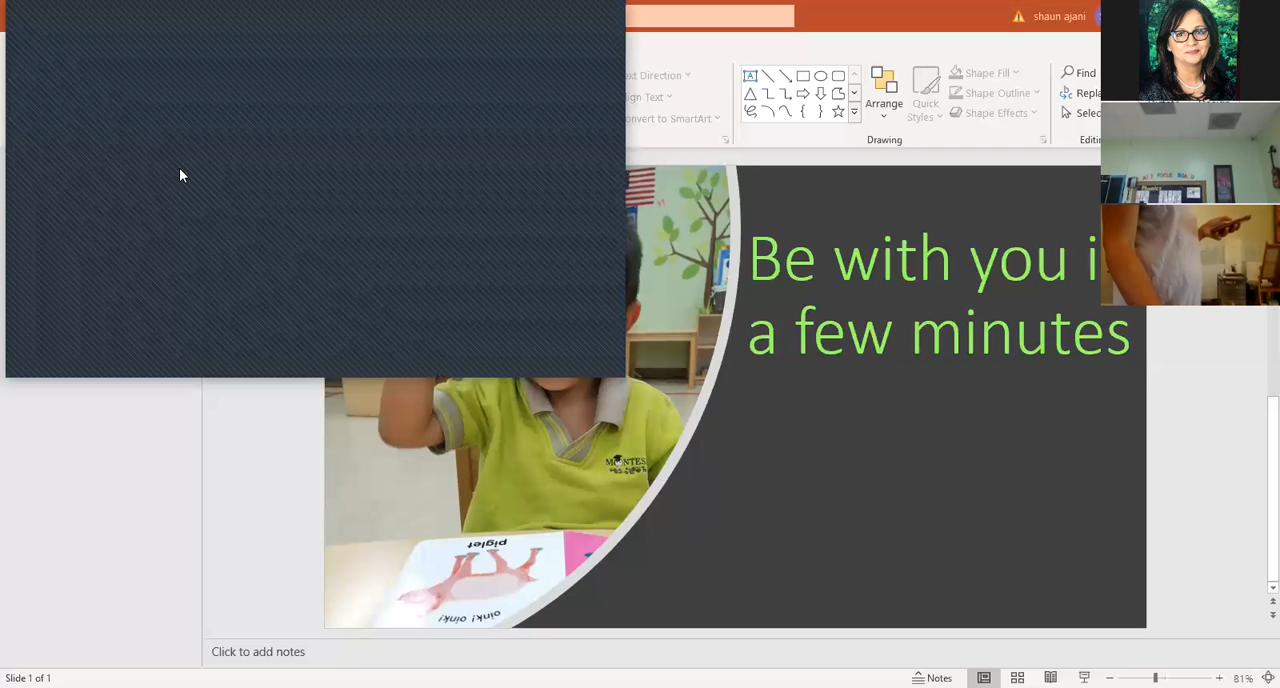 shaun ajani
ext Direction
ign Text
onvert to SmartArt
Arrange
Quick
Styles
Shape Fill
Shape Outline
Shape Effects
Find
Repla
Selec
Drawing
Editin
Be with you i
a few minutes
MONTES
piglet
oink! oink!
Click to add notes
Slide 1 of 1
Notes
81%